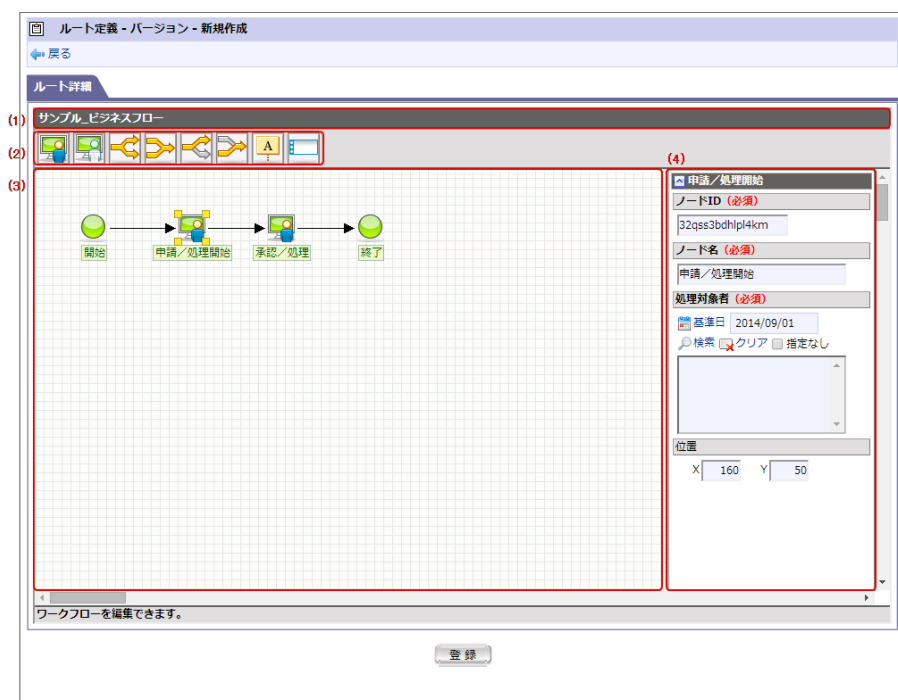 ルート定義 - バージョン - 新規作成
戻る
ルート詳細
(1) サンプル_ビジネスフロー
(2)
A
(3)
(4)
開始
申請／処理開始
承認／処理
終了
申請／処理開始
ノードID (必須)
32qss3bdhlpl4km
ノード名 (必須)
申請／処理開始
処理対象者 (必須)
基準日 2014/09/01
検索 クリア 指定なし
位置
X 160 Y 50
ワークフローを編集できます。
登録